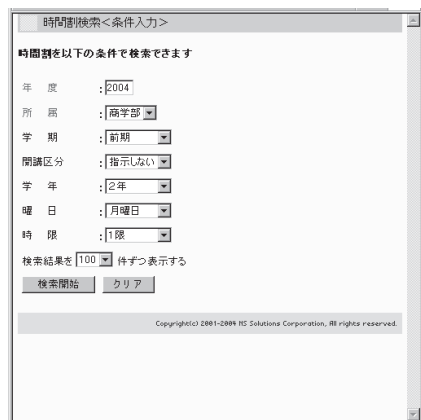 時間割検索<条件入力>
時間割を以下の条件で検索できます
年 度 :2004
所 属 :商学部
学 期 :前期
開講区分 :指示しない
学 年 :2年
曜 日 :月曜日
時 限 :1限
検索結果を 100 件ずつ表示する
検索開始 クリア
Copyright(c) 2001-2004 NS Solutions Corporation, All rights reserved.